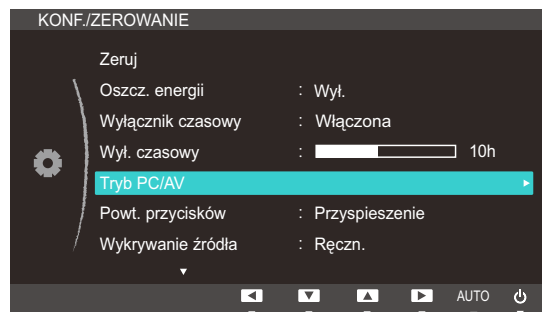 KONF./ZEROWANIE
Zeruj
Oszcz. energii : Wył.
Wyłącznik czasowy : Włączona
Wył. czasowy : 10h
Tryb PC/AV
Powt. przycisków : Przyspieszenie
Wykrywanie źródła : Ręczn.
AUTO